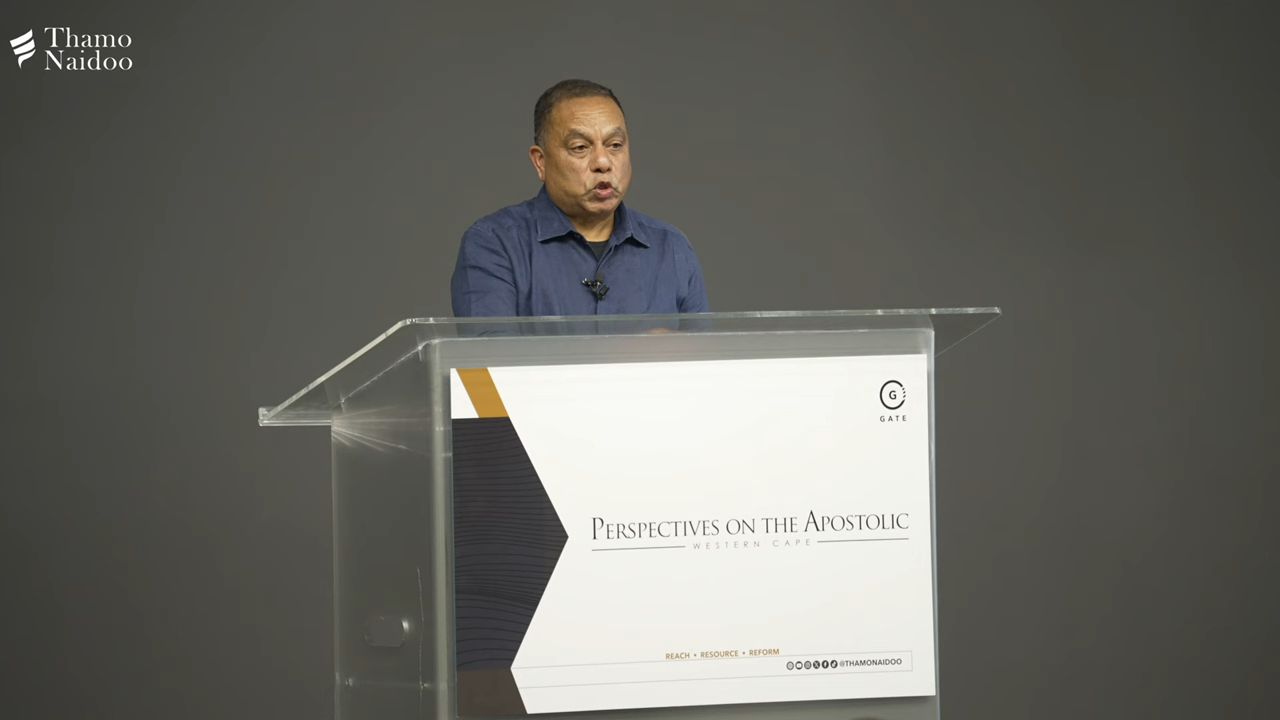 Thamo
Naidoo
G
GATE
PERSPECTIVES ON THE APOSTOLIC
WESTERN CAPE
REACH • RESOURCE • REFORM
@THAMONAIDOO